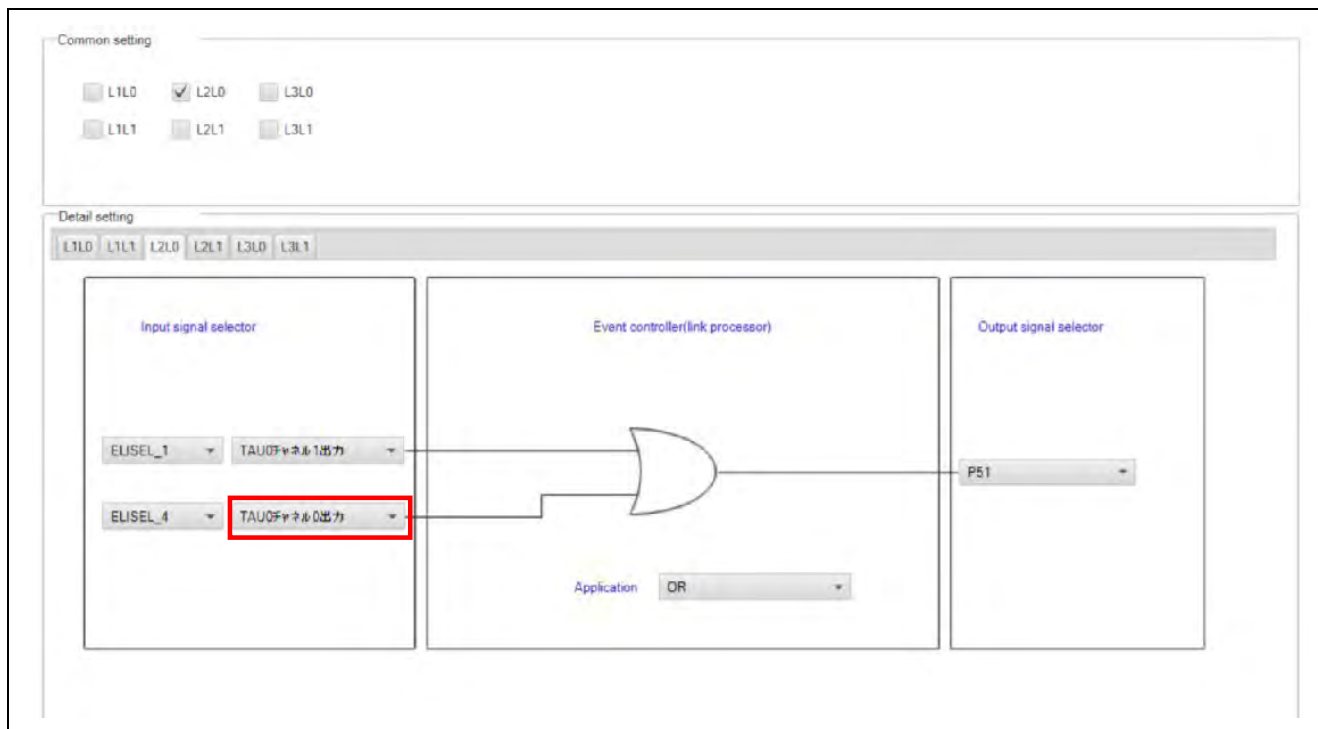 Common setting
L1L0 L2L0 L3L0
L1L1 L2L1 L3L1
Detail setting
L1L0 L1L1 L2L0 L2L1 L3L0 L3L1
Input signal selector
Event controller(link processor)
Output signal selector
ELISEL_1 TAU0チャネル1出力
P51
ELISEL_4 TAU0チャネル0出力
Application OR